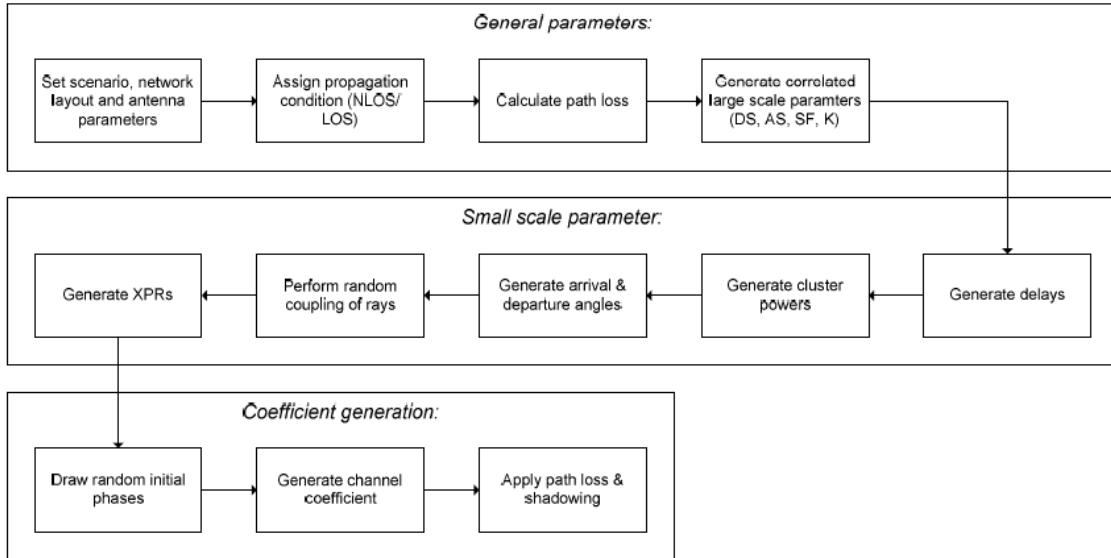 General parameters:
Set scenario, network
layout and antenna
parameters
Assign propagation
condition (NLOS/
LOS)
Calculate path loss
Generate correlated
large scale paramters
(DS, AS, SF, K)
Small scale parameter:
Generate XPRs
Perform random
coupling of rays
Generate arrival &
departure angles
Generate cluster
powers
Generate delays
Coefficient generation:
Draw random initial
phases
Generate channel
coefficient
Apply path loss &
shadowing